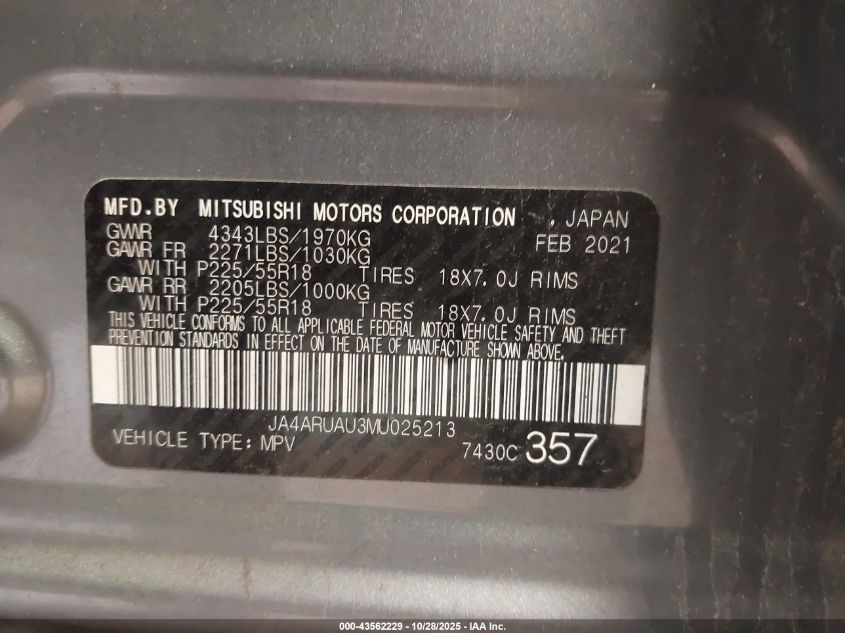 MFD.BY MITSUBISHI MOTORS CORPORATION , JAPAN
GVWR 4343LBS/1970KG FEB 2021
GAWR FR 2271LBS/1030KG
WITH P225/55R18 TIRES 18X7.0J RIMS
GAWR RR 2205LBS/1000KG
WITH P225/55R18 TIRES 18X7.0J RIMS
THIS VEHICLE CONFORMS TO ALL APPLICABLE FEDERAL MOTOR VEHICLE SAFETY AND THEFT
PREVENTION STANDARDS IN EFFECT ON THE DATE OF MANUFACTURE SHOWN ABOVE.
JA4ARUAU3MU025213
VEHICLE TYPE: MPV 7430C 357
000-43562229 - 10/28/2025 - IAA Inc.